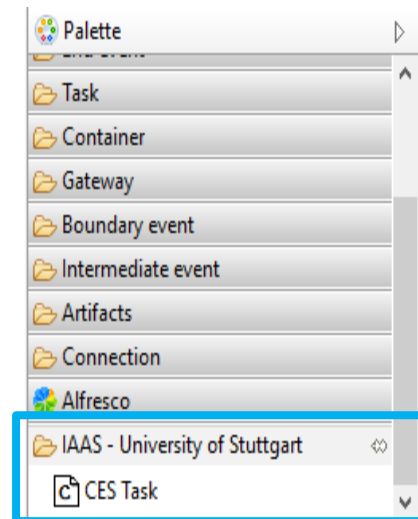 Palette
Task
Container
Gateway
Boundary event
Intermediate event
Artifacts
Connection
Alfresco
IAAS - University of Stuttgart
CES Task